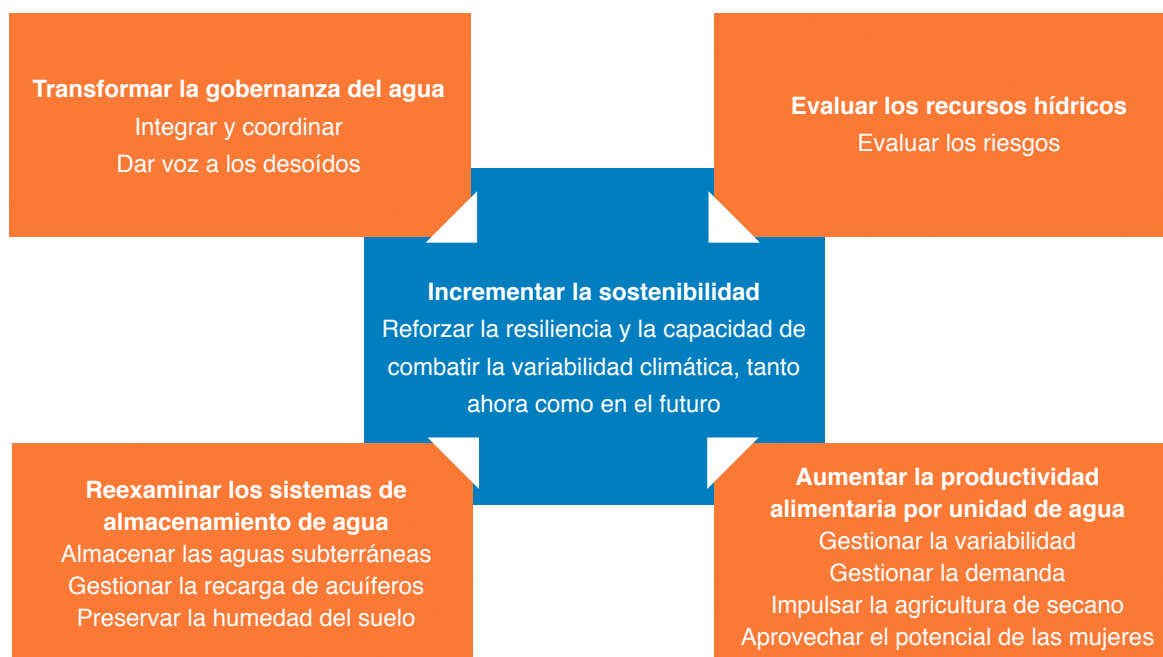 Transformar la gobernanza del agua
Integrar y coordinar
Dar voz a los desoídos
Evaluar los recursos hídricos
Evaluar los riesgos
Incrementar la sostenibilidad
Reforzar la resiliencia y la capacidad de
combatir la variabilidad climática, tanto
ahora como en el futuro
Reexaminar los sistemas de
almacenamiento de agua
Almacenar las aguas subterráneas
Gestionar la recarga de acuíferos
Preservar la humedad del suelo
Aumentar la productividad
alimentaria por unidad de agua
Gestionar la variabilidad
Gestionar la demanda
Impulsar la agricultura de secano
Aprovechar el potencial de las mujeres